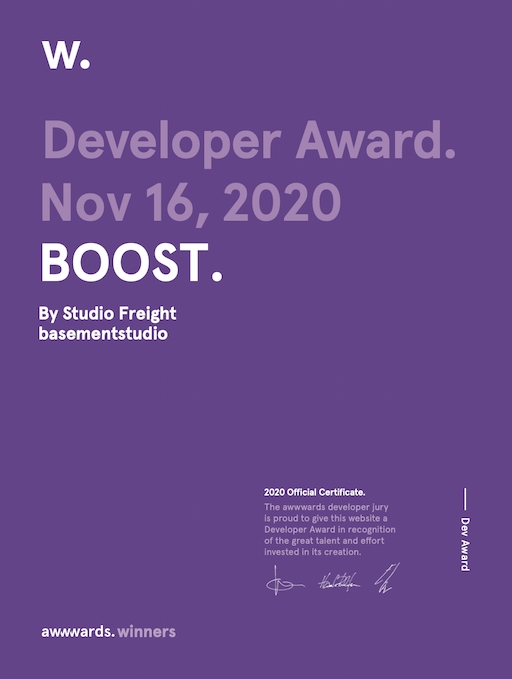 w.
Developer Award.
Nov 16, 2020
BOOST.
By Studio Freight
basementstudio
2020 Official Certificate.
The awwwards developer jury
is proud to give this website a
Developer Award in recognition
of the great talent and effort
invested in its creation.
Dev Award
awwwards.winners